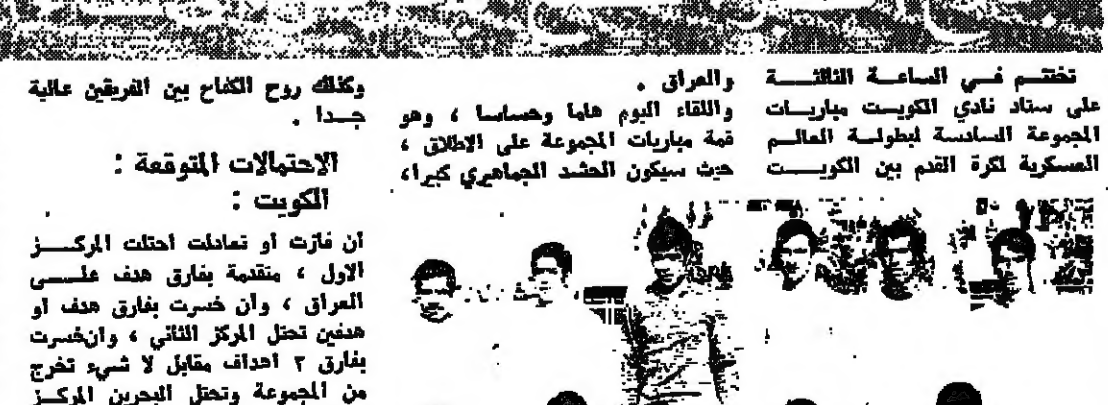 تختتم في الساعة الثالثة
على ستاد نادي الكويت مباريات
المجموعة السادسة لبطولة العالم
العسكرية لكرة القدم بين الكويت
والعراق .
واللقاء اليوم هاما وحساسا ، وهو
قمة مباريات المجموعة على الاطلاق ،
حيث سيكون الحشد الجماهيري كبيرا،
وكذلك روح الكفاح بين الفريقين عالية
جدا .
الاحتمالات المتوقعة :
الكويت :
ان فازت أو تعادلت احتلت المركز
الاول ، متقدمة بفارق هدف على
العراق ، وان خسرت بفارق هدف او
هدفين تحتل المركز الثاني ، وانخسرت
بفارق ٣ أهداف مقابل لا شيء تخرج
من المجموعة وتحتل البحرين المركز